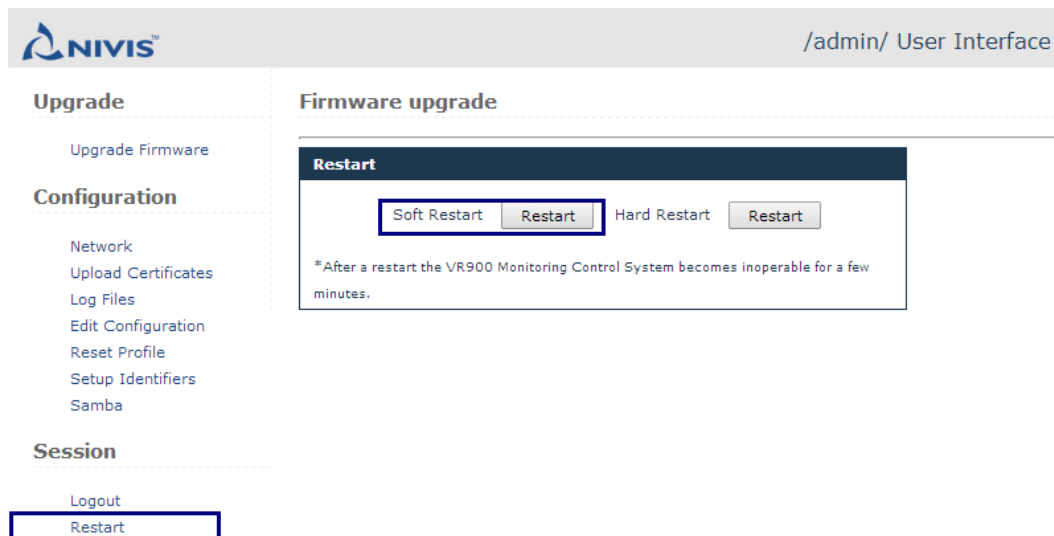 NIVIS™
/admin/ User Interface
Upgrade
Upgrade Firmware
Configuration
Network
Upload Certificates
Log Files
Edit Configuration
Reset Profile
Setup Identifiers
Samba
Session
Logout
Restart
Firmware upgrade
Restart
Soft Restart Restart Hard Restart Restart
*After a restart the VR900 Monitoring Control System becomes inoperable for a few
minutes.